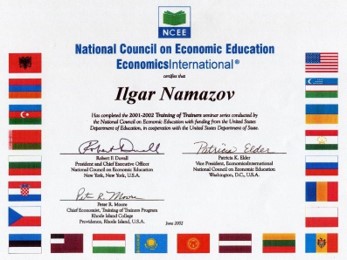 NCEE
National Council on Economic Education
EconomicsInternational®
certifies that
Ilgar Namazov
Has completed the 2001-2002 Training of Trainers seminar series conducted by
the National Council on Economic Education with funding from the United States
Department of Education, in cooperation with the United States Department of State.
Robert F. Duvall
President and Chief Executive Officer
National Council on Economic Education
New York, New York, U.S.A.
Patricia Elder
Patricia K. Elder
Vice President, EconomicsInternational
National Council on Economic Education
Washington, D.C., U.S.A.
Peter R. Moore
Peter R. Moore
Chief Economist, Training of Trainers Program
Rhode Island College
Providence, Rhode Island, U.S.A.
June 2002